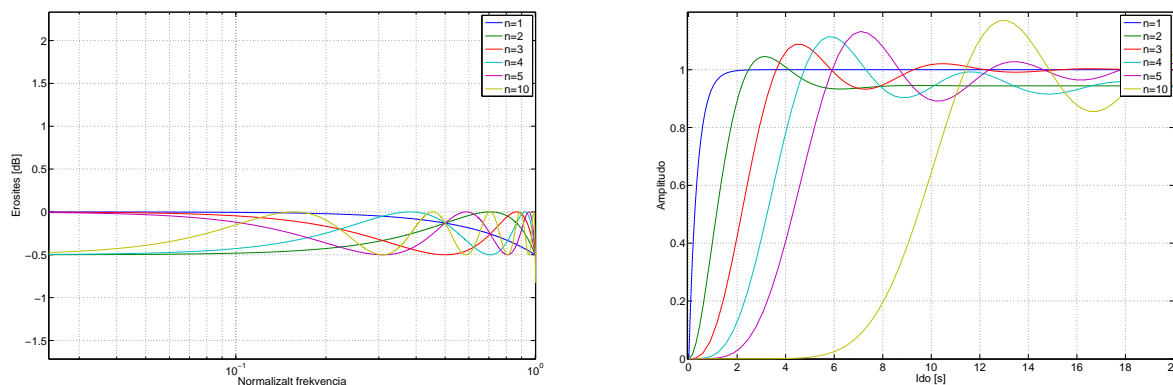 n=1
n=2
n=3
n=4
n=5
n=10
2
1.5
1
0.5
0
−0.5
−1
−1.5
Erosites [dB]
10⁻¹
10⁰
Normalizalt frekvencia
n=1
n=2
n=3
n=4
n=5
n=10
1
0.8
0.6
0.4
0.2
0
Amplitudo
0 2 4 6 8 10 12 14 16 18 2
Ido [s]